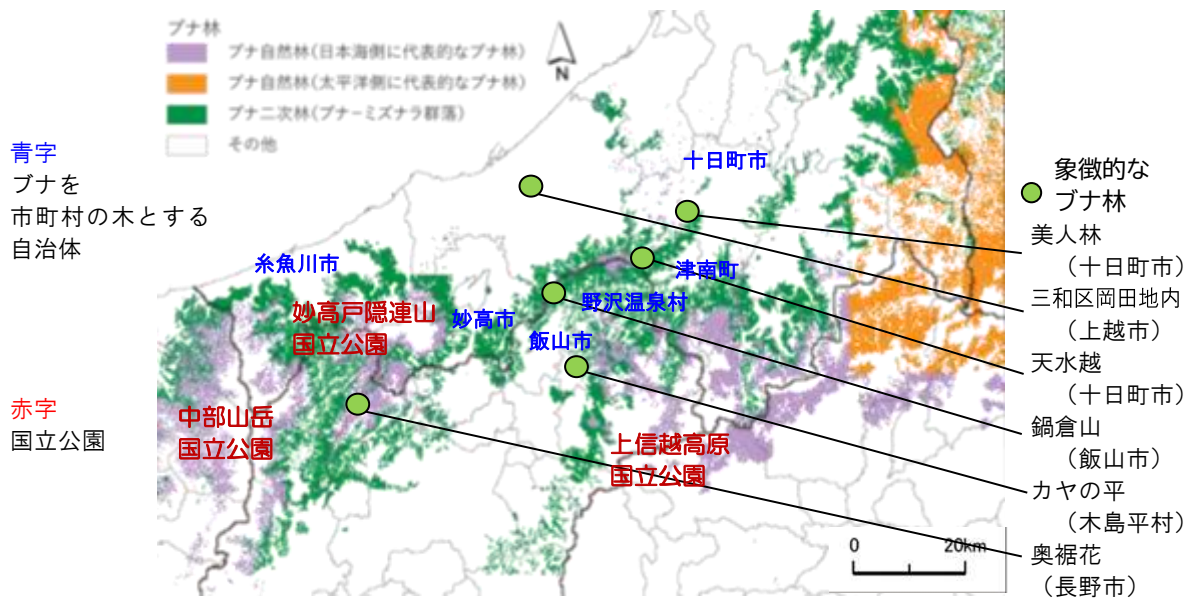 ブナ林
ブナ自然林(日本海側に代表的なブナ林)
ブナ自然林(太平洋側に代表的なブナ林)
ブナ二次林(ブナーミズナラ群落)
その他
N
青字
ブナを
市町村の木とする
自治体
赤字
国立公園
十日町市
糸魚川市
津南町
妙高市
野沢温泉村
飯山市
妙高戸隠連山
国立公園
中部山岳
国立公園
上信越高原
国立公園
象徴的な
ブナ林
美人林
(十日町市)
三和区岡田地内
(上越市)
天水越
(十日町市)
鍋倉山
(飯山市)
カヤの平
(木島平村)
奥裾花
(長野市)
0 20km